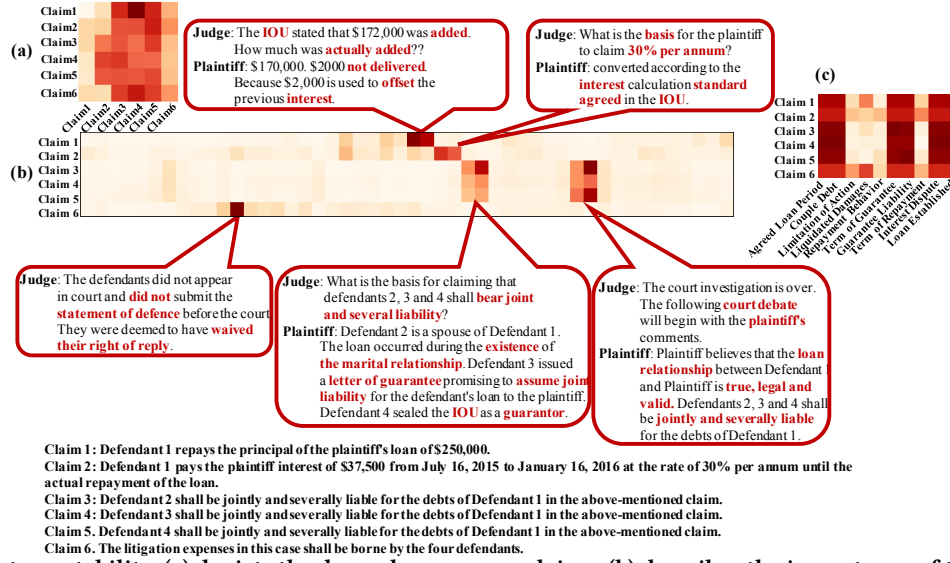 Claim1
Claim2
Claim3
Claim4
Claim5
Claim6
(a)
Claim1
Claim2
Claim3
Claim4
Claim5
Claim6
Judge: The IOU stated that $172,000 was added.
How much was actually added??
Plaintiff: $170,000. $2000 not delivered.
Because $2,000 is used to offset the
previous interest.
Judge: What is the basis for the plaintiff
to claim 30% per annum?
Plaintiff: converted according to the
interest calculation standard
agreed in the IOU.
(c)
Claim 1
Claim 2
Claim 3
Claim 4
Claim 5
Claim 6
Agreed Loan Period
Couple Debt
Limitation of Action
Liquidated Damages
Repayment Behavior
Term of Guarantee
Guarantee Liability
Term of Repayment
Interest Dispute
Loan Established
(b)
Claim 1
Claim 2
Claim 3
Claim 4
Claim 5
Claim 6
Judge: The defendants did not appear
in court and did not submit the
statement of defence before the court
They were deemed to have waived
their right of reply.
Judge: What is the basis for claiming that
defendants 2, 3 and 4 shall bear joint
and several liability?
Plaintiff: Defendant 2 is a spouse of Defendant 1.
The loan occurred during the existence of
the marital relationship. Defendant 3 issued
a letter of guarantee promising to assume joint
liability for the defendant's loan to the plaintiff.
Defendant 4 sealed the IOU as a guarantor.
Judge: The court investigation is over.
The following court debate
will begin with the plaintiff's
comments.
Plaintiff: Plaintiff believes that the loan
relationship between Defendant 1
and Plaintiff is true, legal and
valid. Defendants 2, 3 and 4 shall
be jointly and severally liable
for the debts of Defendant 1.
Claim 1: Defendant 1 repays the principal of the plaintiff's loan of $250,000.
Claim 2: Defendant 1 pays the plaintiff interest of $37,500 from July 16, 2015 to January 16, 2016 at the rate of 30% per annum until the
actual repayment of the loan.
Claim 3: Defendant 2 shall be jointly and severally liable for the debts of Defendant 1 in the above-mentioned claim.
Claim 4: Defendant 3 shall be jointly and severally liable for the debts of Defendant 1 in the above-mentioned claim.
Claim 5. Defendant 4 shall be jointly and severally liable for the debts of Defendant 1 in the above-mentioned claim.
Claim 6. The litigation expenses in this case shall be borne by the four defendants.